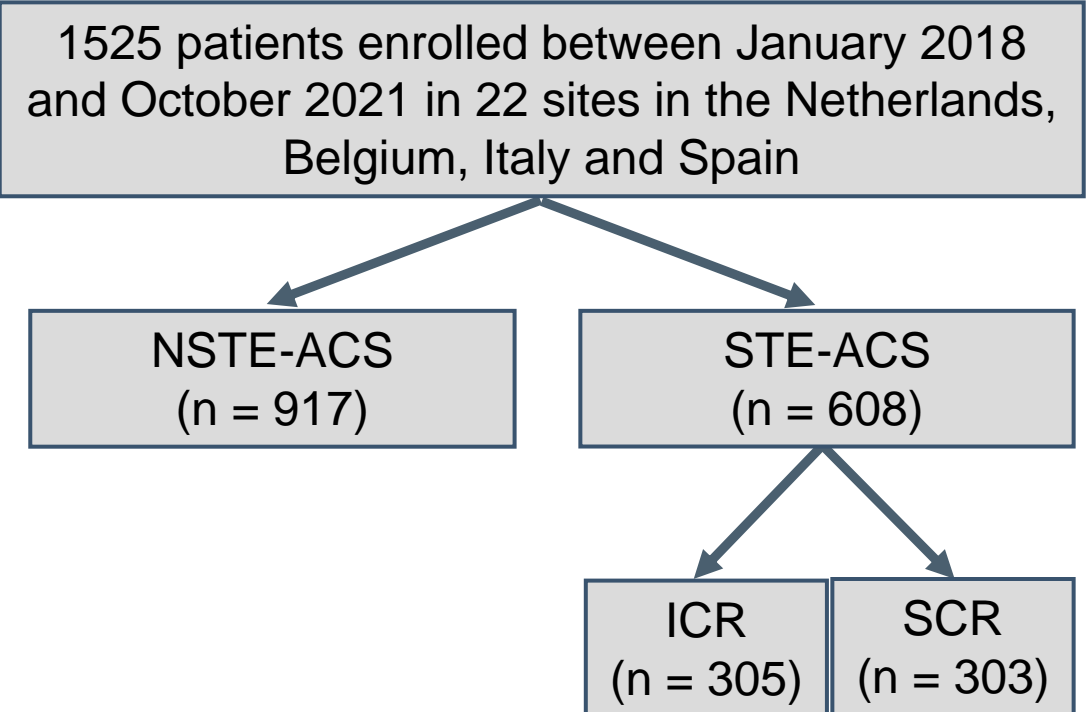 1525 patients enrolled between January 2018
and October 2021 in 22 sites in the Netherlands,
Belgium, Italy and Spain
NSTE-ACS
(n = 917)
STE-ACS
(n = 608)
ICR
(n = 305)
SCR
(n = 303)